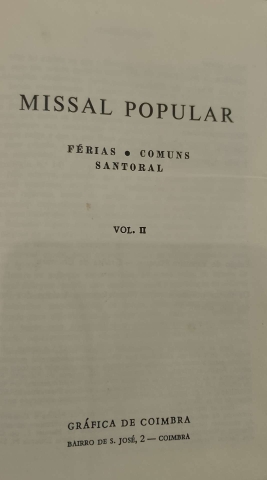 MISSAL POPULAR
FÉRIAS • COMUNS
SANTORAL
VOL. II
GRÁFICA DE COIMBRA
BAIRRO DE S. JOSÉ, 2 — COIMBRA